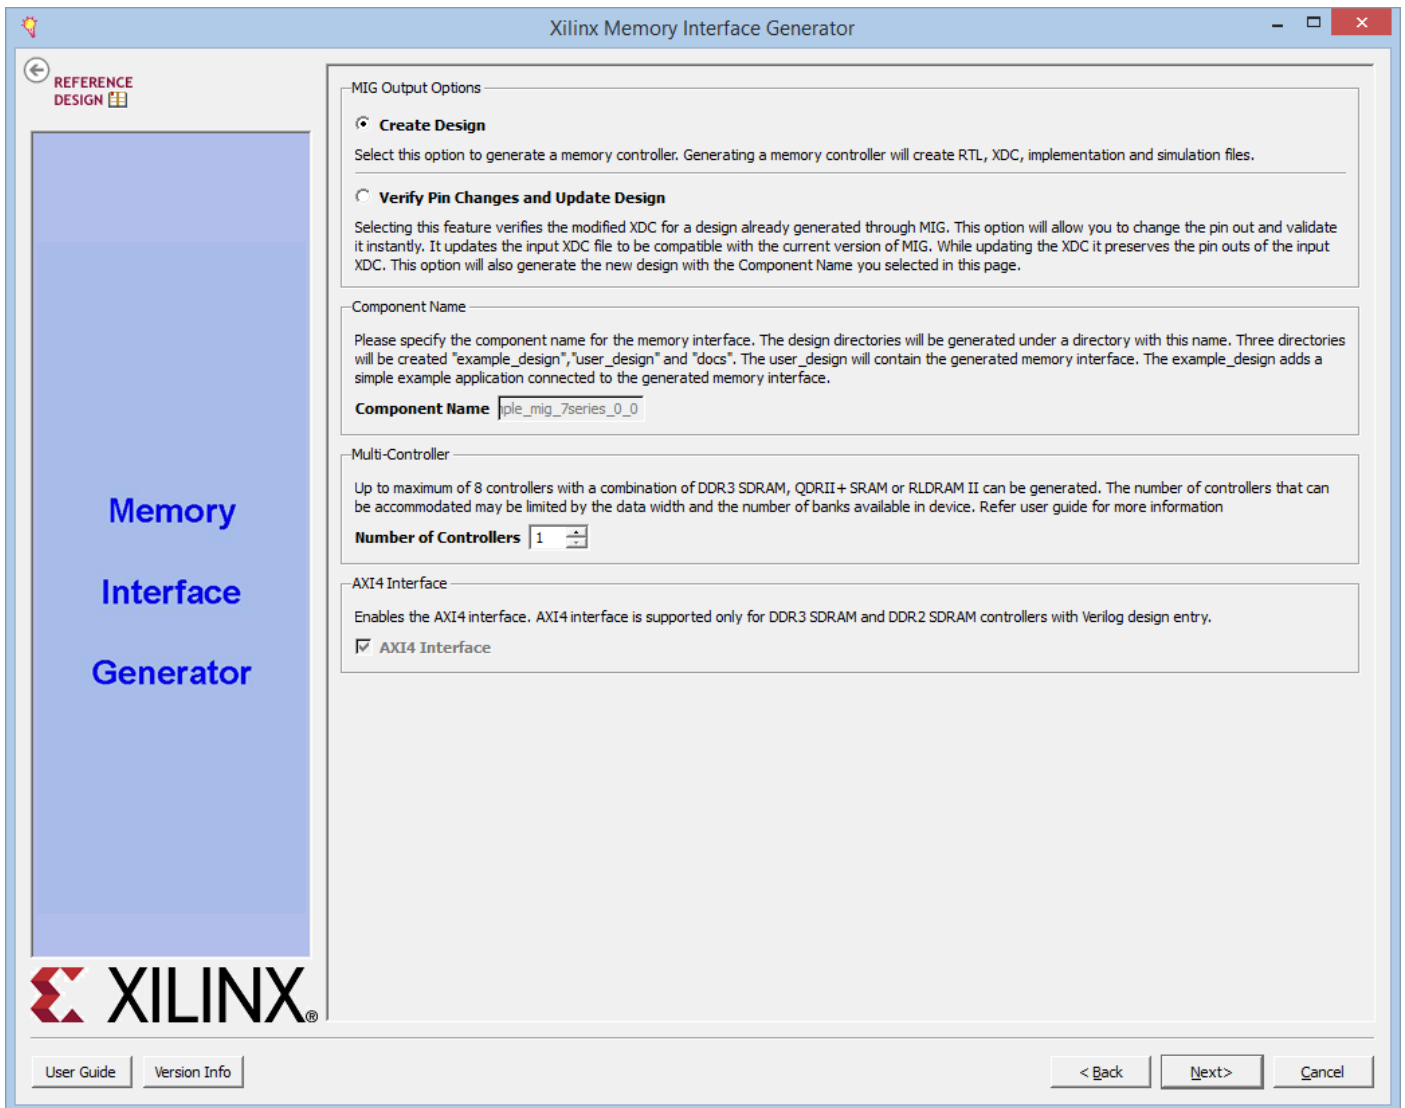 Xilinx Memory Interface Generator
REFERENCE
DESIGN
Memory
Interface
Generator
XILINX®
MIG Output Options
Create Design
Select this option to generate a memory controller. Generating a memory controller will create RTL, XDC, implementation and simulation files.
Verify Pin Changes and Update Design
Selecting this feature verifies the modified XDC for a design already generated through MIG. This option will allow you to change the pin out and validate
it instantly. It updates the input XDC file to be compatible with the current version of MIG. While updating the XDC it preserves the pin outs of the input
XDC. This option will also generate the new design with the Component Name you selected in this page.
Component Name
Please specify the component name for the memory interface. The design directories will be generated under a directory with this name. Three directories
will be created "example_design","user_design" and "docs". The user_design will contain the generated memory interface. The example_design adds a
simple example application connected to the generated memory interface.
Component Name ple_mig_7series_0_0
Multi-Controller
Up to maximum of 8 controllers with a combination of DDR3 SDRAM, QDRII+ SRAM or RLDRAM II can be generated. The number of controllers that can
be accommodated may be limited by the data width and the number of banks available in device. Refer user guide for more information
Number of Controllers 1
AXI4 Interface
Enables the AXI4 interface. AXI4 interface is supported only for DDR3 SDRAM and DDR2 SDRAM controllers with Verilog design entry.
AXI4 Interface
User Guide Version Info < Back Next> Cancel